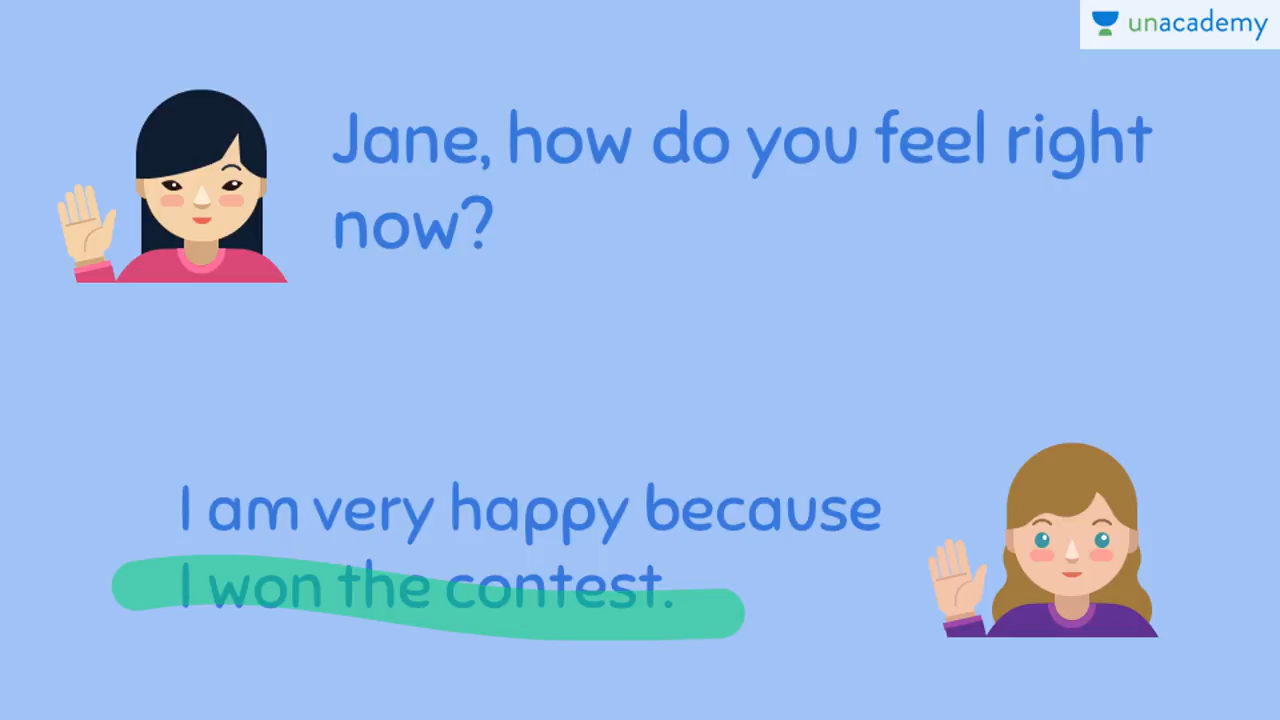 unacademy
Jane, how do you feel right
now?
I am very happy because
I won the contest.